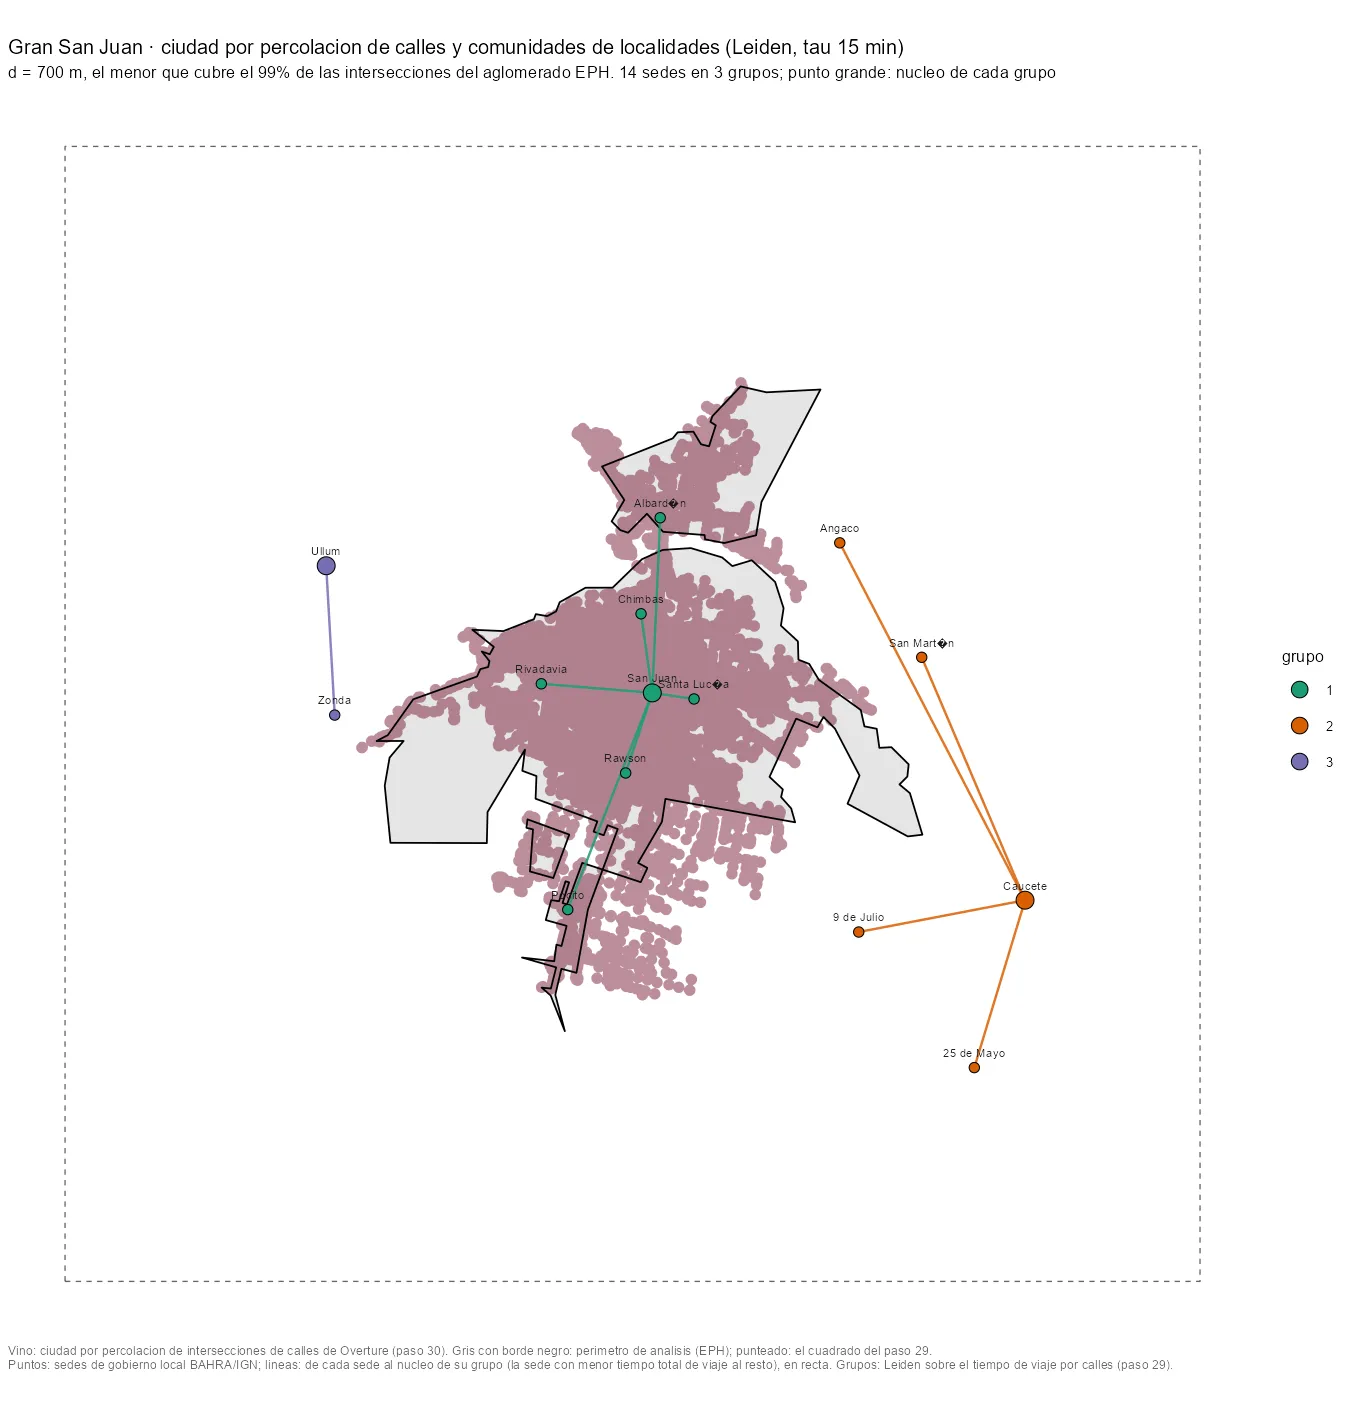 Gran San Juan · ciudad por percolacion de calles y comunidades de localidades (Leiden, tau 15 min)
d = 700 m, el menor que cubre el 99% de las intersecciones del aglomerado EPH. 14 sedes en 3 grupos; punto grande: nucleo de cada grupo
Albard�n
Angaco
Ullum
Chimbas
San Mart�n
Rivadavia
San Juan
Santa Luc�a
Zonda
Rawson
Caucete
Pocito
9 de Julio
25 de Mayo
grupo
1
2
3
Vino: ciudad por percolacion de intersecciones de calles de Overture (paso 30). Gris con borde negro: perimetro de analisis (EPH); punteado: el cuadrado del paso 29.
Puntos: sedes de gobierno local BAHRA/IGN; lineas: de cada sede al nucleo de su grupo (la sede con menor tiempo total de viaje al resto), en recta. Grupos: Leiden sobre el tiempo de viaje por calles (paso 29).